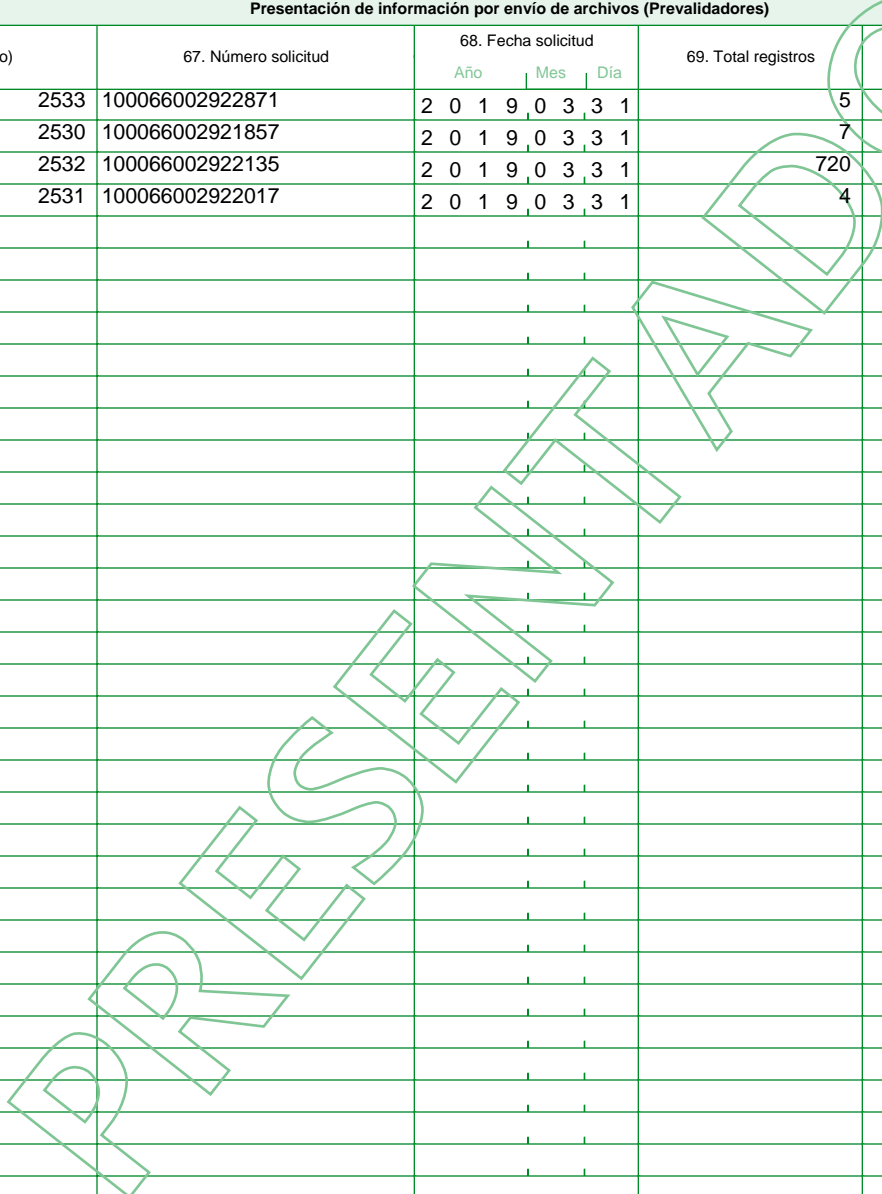 Presentación de información por envío de archivos (Prevalidadores)
o) 67. Número solicitud 68. Fecha solicitud 69. Total registros
Año Mes Día
2533 100066002922871 2 0 1 9 0 3 3 1 5
2530 100066002921857 2 0 1 9 0 3 3 1 7
2532 100066002922135 2 0 1 9 0 3 3 1 720
2531 100066002922017 2 0 1 9 0 3 3 1 4
PRESENTADO